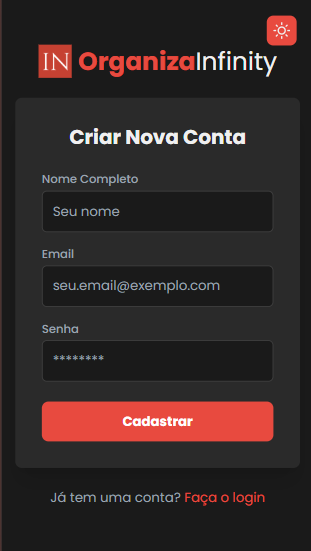 IN OrganizaInfinity
Criar Nova Conta
Nome Completo
Seu nome
Email
seu.email@exemplo.com
Senha
********
Cadastrar
Já tem uma conta? Faça o login